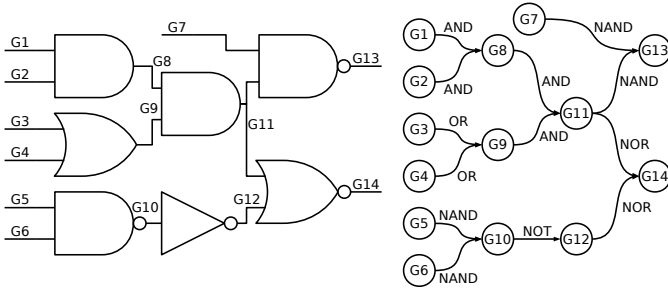 G7
G1
G8
G13
G2
G9
G3
G11
G4
G5
G10
G12
G14
G6
G7
NAND
G1
AND
G8
G13
G2
AND
AND
NAND
G11
G3
OR
AND
G9
G4
OR
NOR
G14
NOR
G5
NAND
G10
NOT
G12
G6
NAND